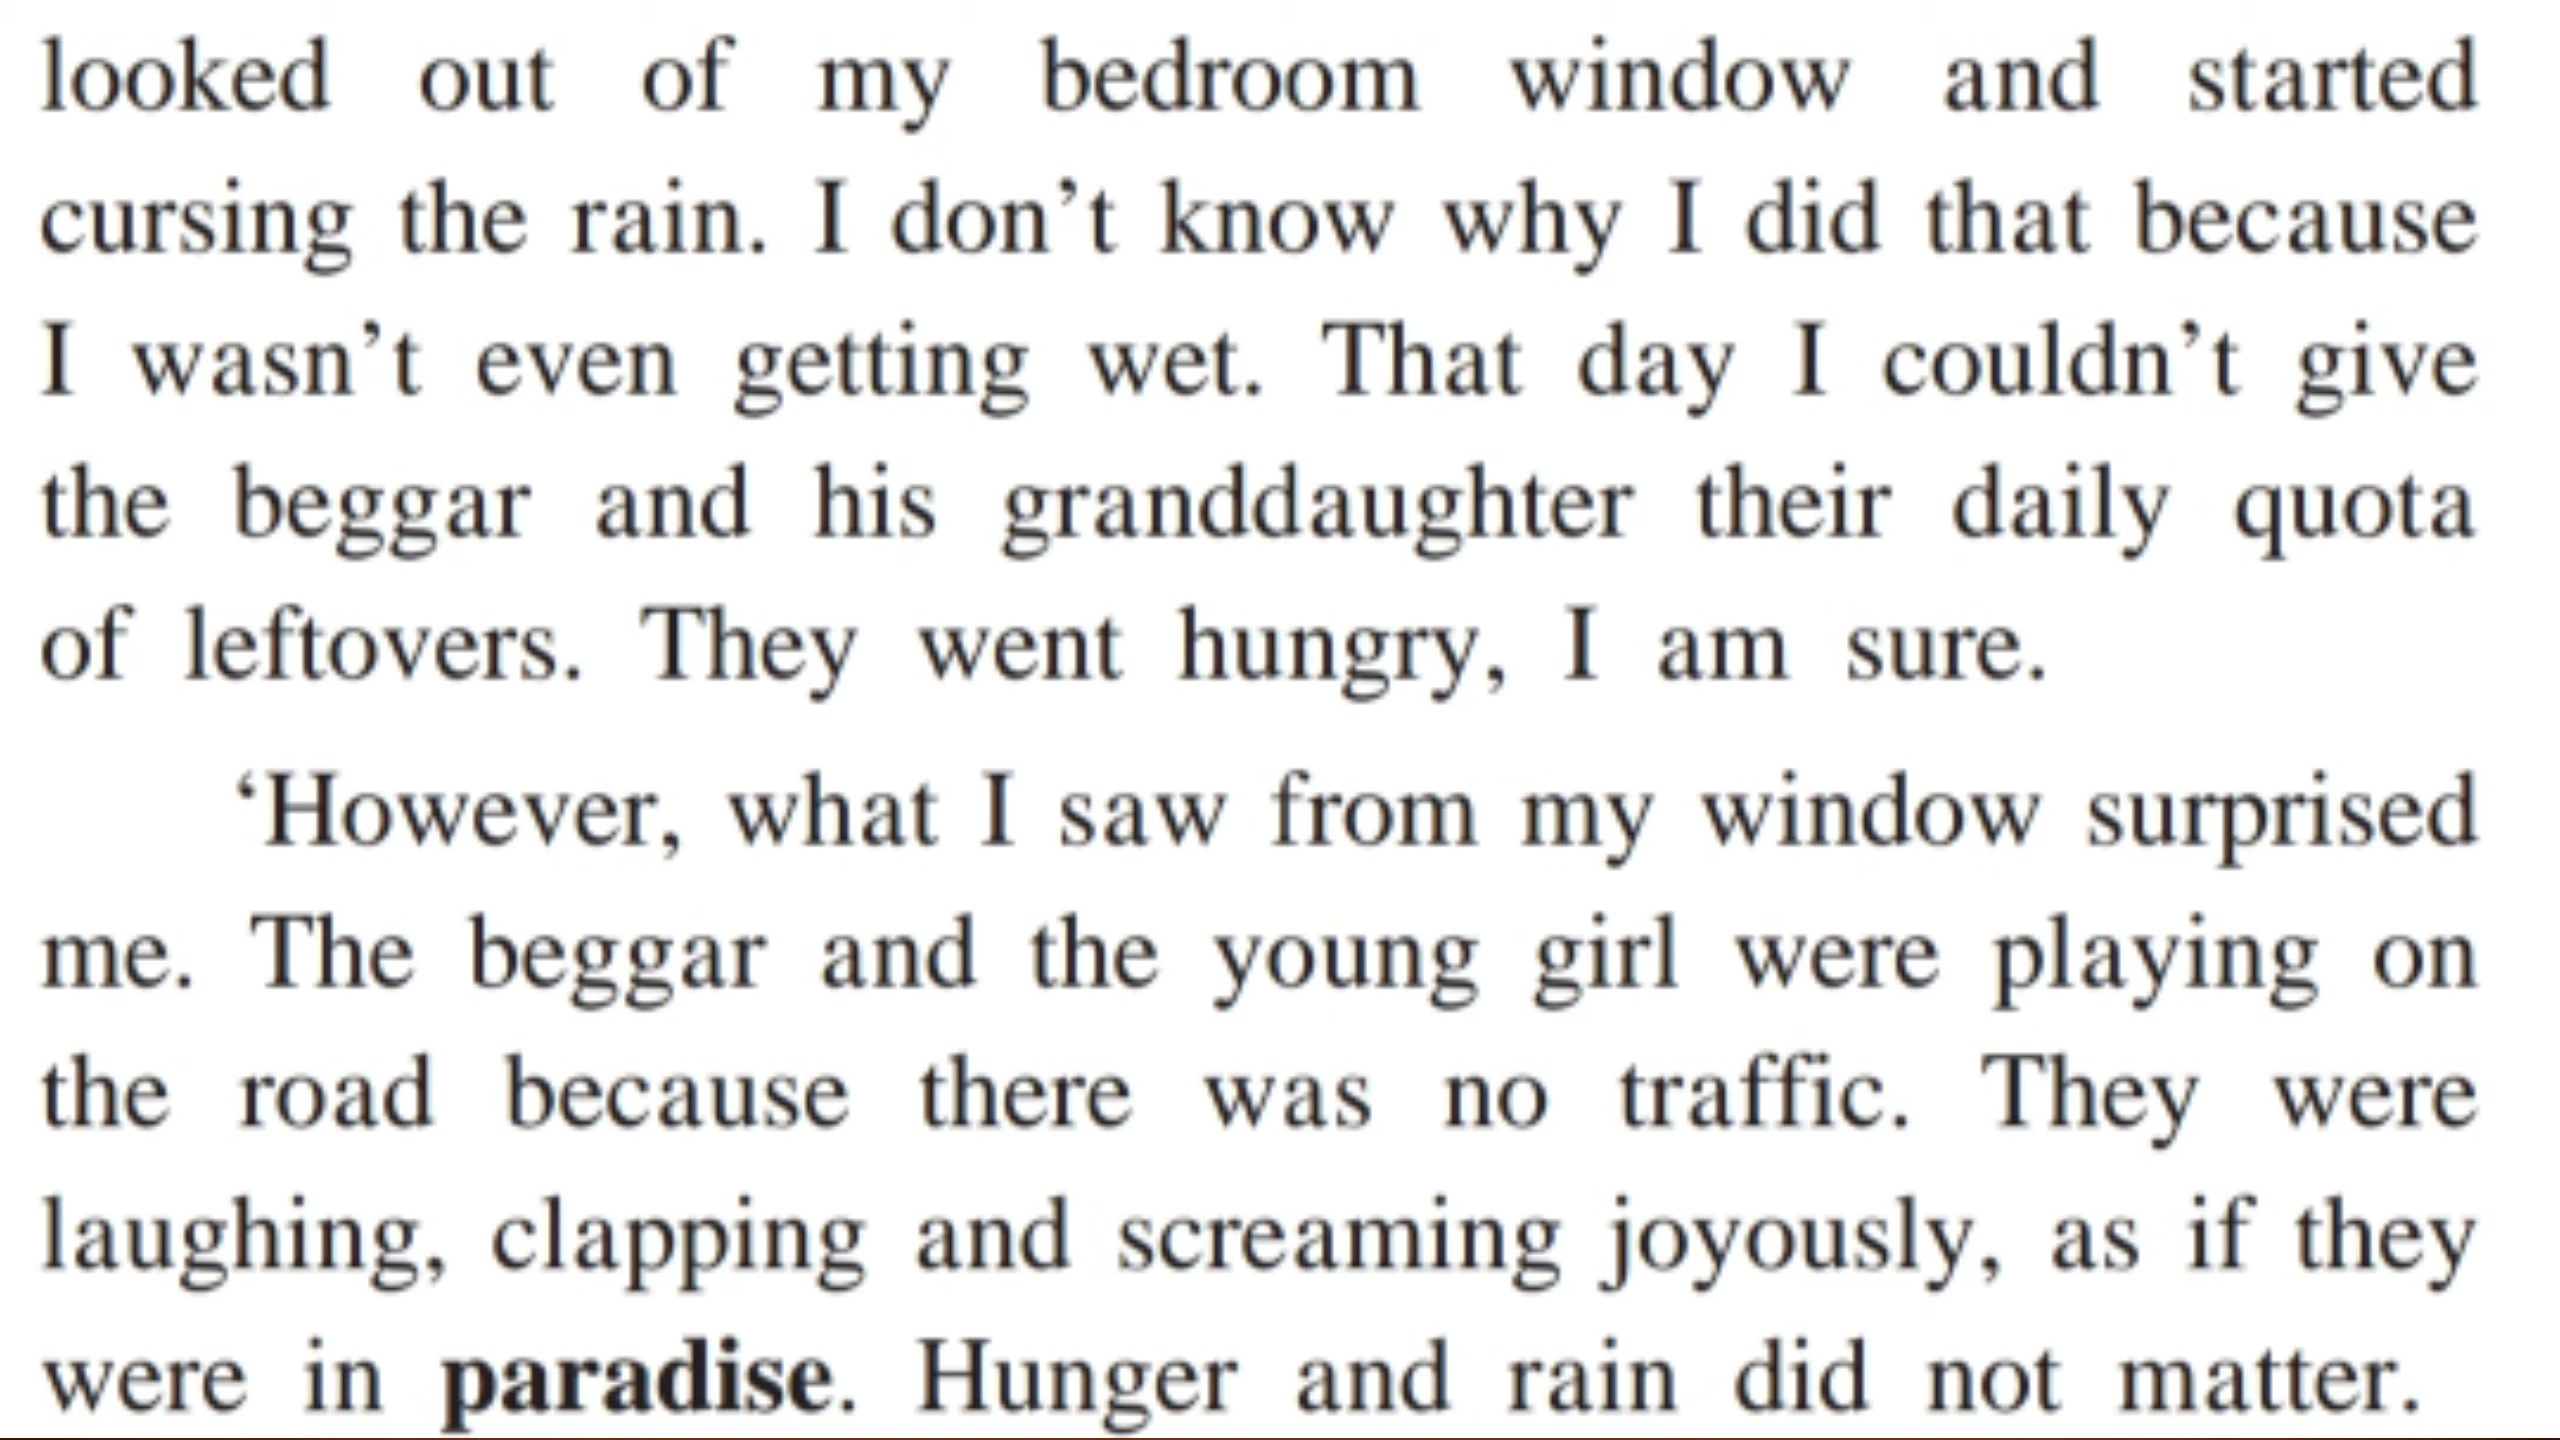 looked out of my bedroom window and started
cursing the rain. I don’t know why I did that because
I wasn’t even getting wet. That day I couldn’t give
the beggar and his granddaughter their daily quota
of leftovers. They went hungry, I am sure.
‘However, what I saw from my window surprised
me. The beggar and the young girl were playing on
the road because there was no traffic. They were
laughing, clapping and screaming joyously, as if they
were in paradise. Hunger and rain did not matter.